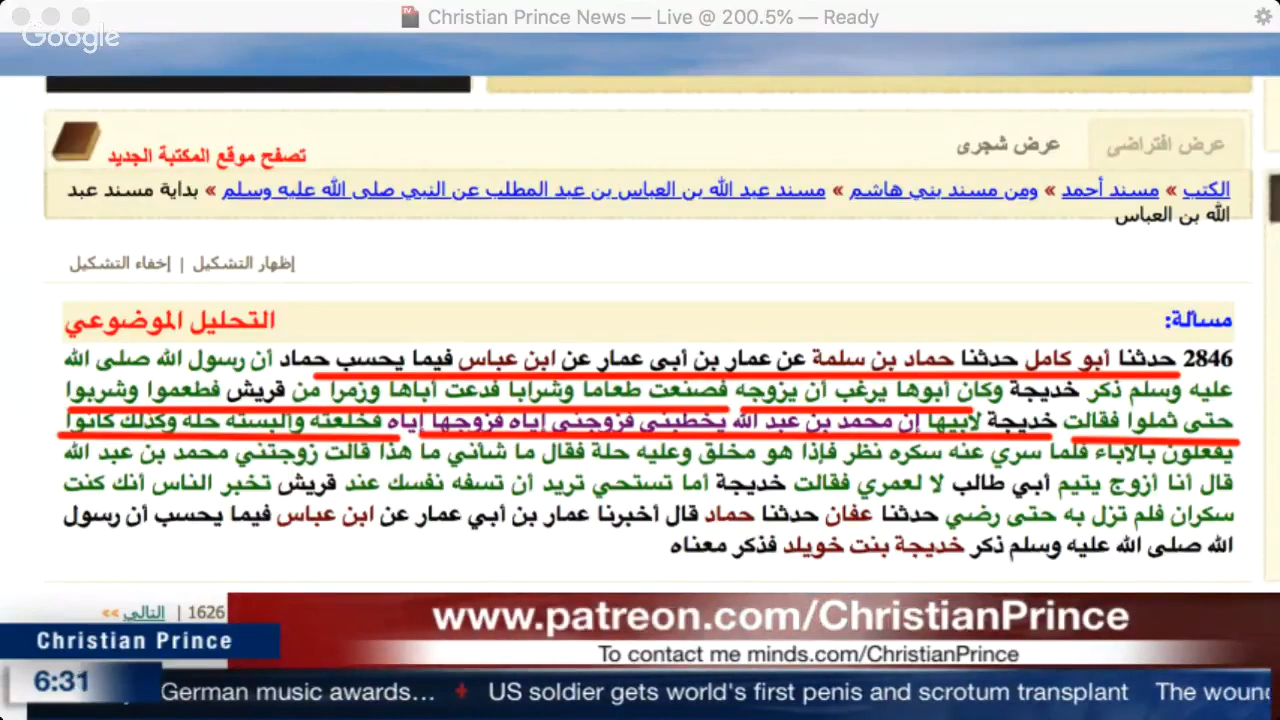 Christian Prince News — Live @ 200.5% — Ready
Google
عرض افتراضى
عرض شجرى
تصفح موقع المكتبة الجديد
الكتب » مسند أحمد » ومن مسند بني هاشم » مسند عبد الله بن العباس بن عبد المطلب عن النبي صلى الله عليه وسلم » بداية مسند عبد
الله بن العباس
إظهار التشكيل | إخفاء التشكيل
مسألة: التحليل الموضوعي
2846 حدثنا أبو كامل حدثنا حماد بن سلمة عن عمار بن أبى عمار عن ابن عباس فيما يحسب حماد أن رسول الله صلى الله
عليه وسلم ذكر خديجة وكان أبوها يرغب أن يزوجه فصنعت طعاما وشرابا فدعت أباها وزمرا من قريش فطعموا وشربوا
حتى ثملوا فقالت خديجة لأبيها إن محمد بن عبد الله يخطبني فزوجني إياه فزوجها إياه فخلعته وألبسته حلة وكذلك كانوا
يفعلون بالآباء فلما سري عنه سكره نظر فإذا هو مخلق وعليه حلة فقال ما شأني ما هذا قالت زوجتني محمد بن عبد الله
قال أنا أزوج يتيم أبي طالب لا لعمري فقالت خديجة أما تستحي تريد أن تسفه نفسك عند قريش تخبر الناس أنك كنت
سكران فلم تزل به حتى رضي حدثنا عفان حدثنا حماد قال أخبرنا عمار بن أبي عمار عن ابن عباس فيما يحسب أن رسول
الله صلى الله عليه وسلم ذكر خديجة بنت خويلد فذكر معناه
1626 | التالي >>
www.patreon.com/ChristianPrince
Christian Prince
To contact me minds.com/ChristianPrince
6:31
German music awards... + US soldier gets world's first penis and scrotum transplant The wound